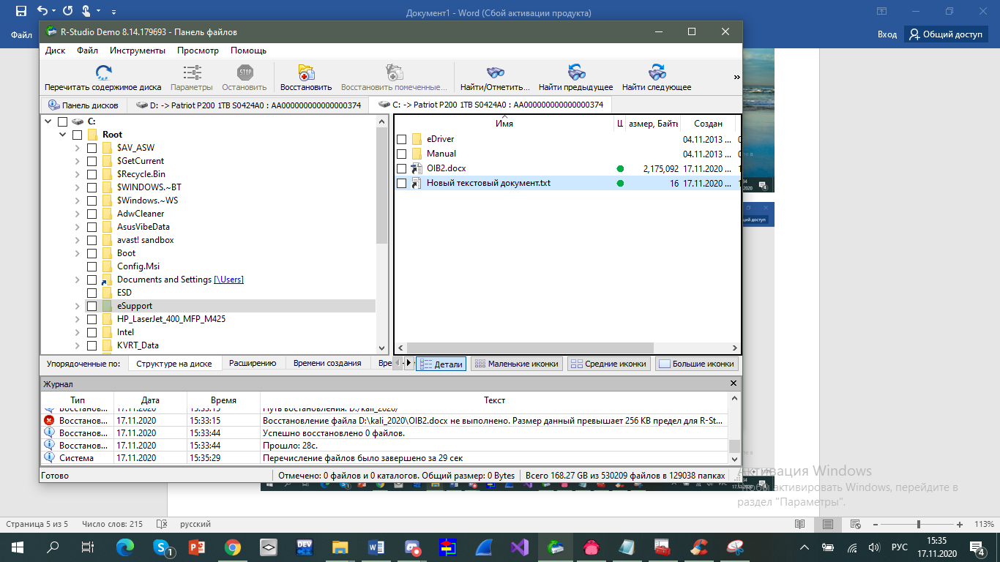 Документ1 - Word (Сбой активации продукта)
Файл
Вход
Общий доступ
R-Studio Demo 8.14.179693 - Панель файлов
Диск Файл Инструменты Просмотр Помощь
Перечитать содержимое диска Параметры Остановить Восстановить Восстановить помеченные... Найти/Отметить... Найти предыдущее Найти следующее »
Панель дисков D: -> Patriot P200 1TB S0424A0 : AA000000000000000374 C: -> Patriot P200 1TB S0424A0 : AA000000000000000374
C:
Root
$AV_ASW
$GetCurrent
$Recycle.Bin
$WINDOWS.~BT
$Windows.~WS
AdwCleaner
AsusVibeData
avast! sandbox
Boot
Config.Msi
Documents and Settings [\Users]
ESD
eSupport
HP_LaserJet_400_MFP_M425
Intel
KVRT_Data
Имя азмер, Байты Создан
eDriver 04.11.2013 ...
Manual 04.11.2013 ...
OIB2.docx 2,175,092 17.11.2020 ...
Новый текстовый документ.txt 16 17.11.2020 ...
Упорядоченные по: Структуре на диске Расширению Времени создания Вре
Детали Маленькие иконки Средние иконки Большие иконки
Журнал
Тип Дата Время Текст
Восстанов... 17.11.2020 15:33:15 Путь востановления: D:/kali_2020/
Восстанов... 17.11.2020 15:33:15 Восстановление файла D:\kali_2020\OIB2.docx не выполнено. Размер данный превышает 256 KB предел для R-St...
Восстанов... 17.11.2020 15:33:44 Успешно восстановлено 0 файлов.
Восстанов... 17.11.2020 15:33:44 Прошло: 28с.
Система 17.11.2020 15:35:29 Перечисление файлов было завершено за 29 сек
Готово Отмечено: 0 файлов и 0 каталогов. Общий размер: 0 Bytes Всего 168.27 GB из 530209 файлов в 129038 папках
Активация Windows
Чтобы активировать Windows, перейдите в
раздел "Параметры".
Страница 5 из 5 Число слов: 215 русский 113%
1
РУС
15:35
17.11.2020
4